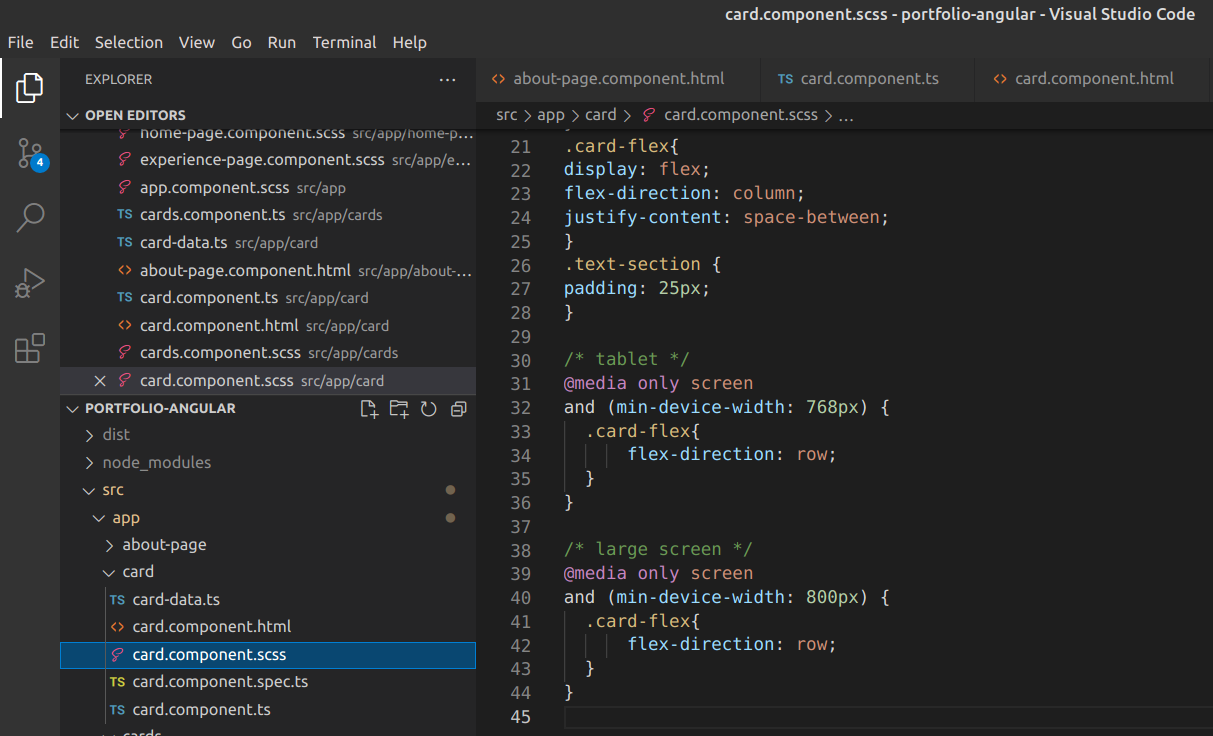 card.component.scss - portfolio-angular - Visual Studio Code
File Edit Selection View Go Run Terminal Help
EXPLORER ...
OPEN EDITORS
home-page.component.scss src/app/home-p...
experience-page.component.scss src/app/e...
app.component.scss src/app
TS cards.component.ts src/app/cards
TS card-data.ts src/app/card
<> about-page.component.html src/app/about-...
TS card.component.ts src/app/card
<> card.component.html src/app/card
cards.component.scss src/app/cards
card.component.scss src/app/card
4
PORTFOLIO-ANGULAR
dist
node_modules
src
app
about-page
card
TS card-data.ts
<> card.component.html
card.component.scss
TS card.component.spec.ts
TS card.component.ts
cards
<> about-page.component.html TS card.component.ts <> card.component.html
src > app > card > card.component.scss > ...
}
21 .card-flex{
22 display: flex;
23 flex-direction: column;
24 justify-content: space-between;
25 }
26 .text-section {
27 padding: 25px;
28 }
29
30 /* tablet */
31 @media only screen
32 and (min-device-width: 768px) {
33 .card-flex{
34 flex-direction: row;
35 }
36 }
37
38 /* large screen */
39 @media only screen
40 and (min-device-width: 800px) {
41 .card-flex{
42 flex-direction: row;
43 }
44 }
45